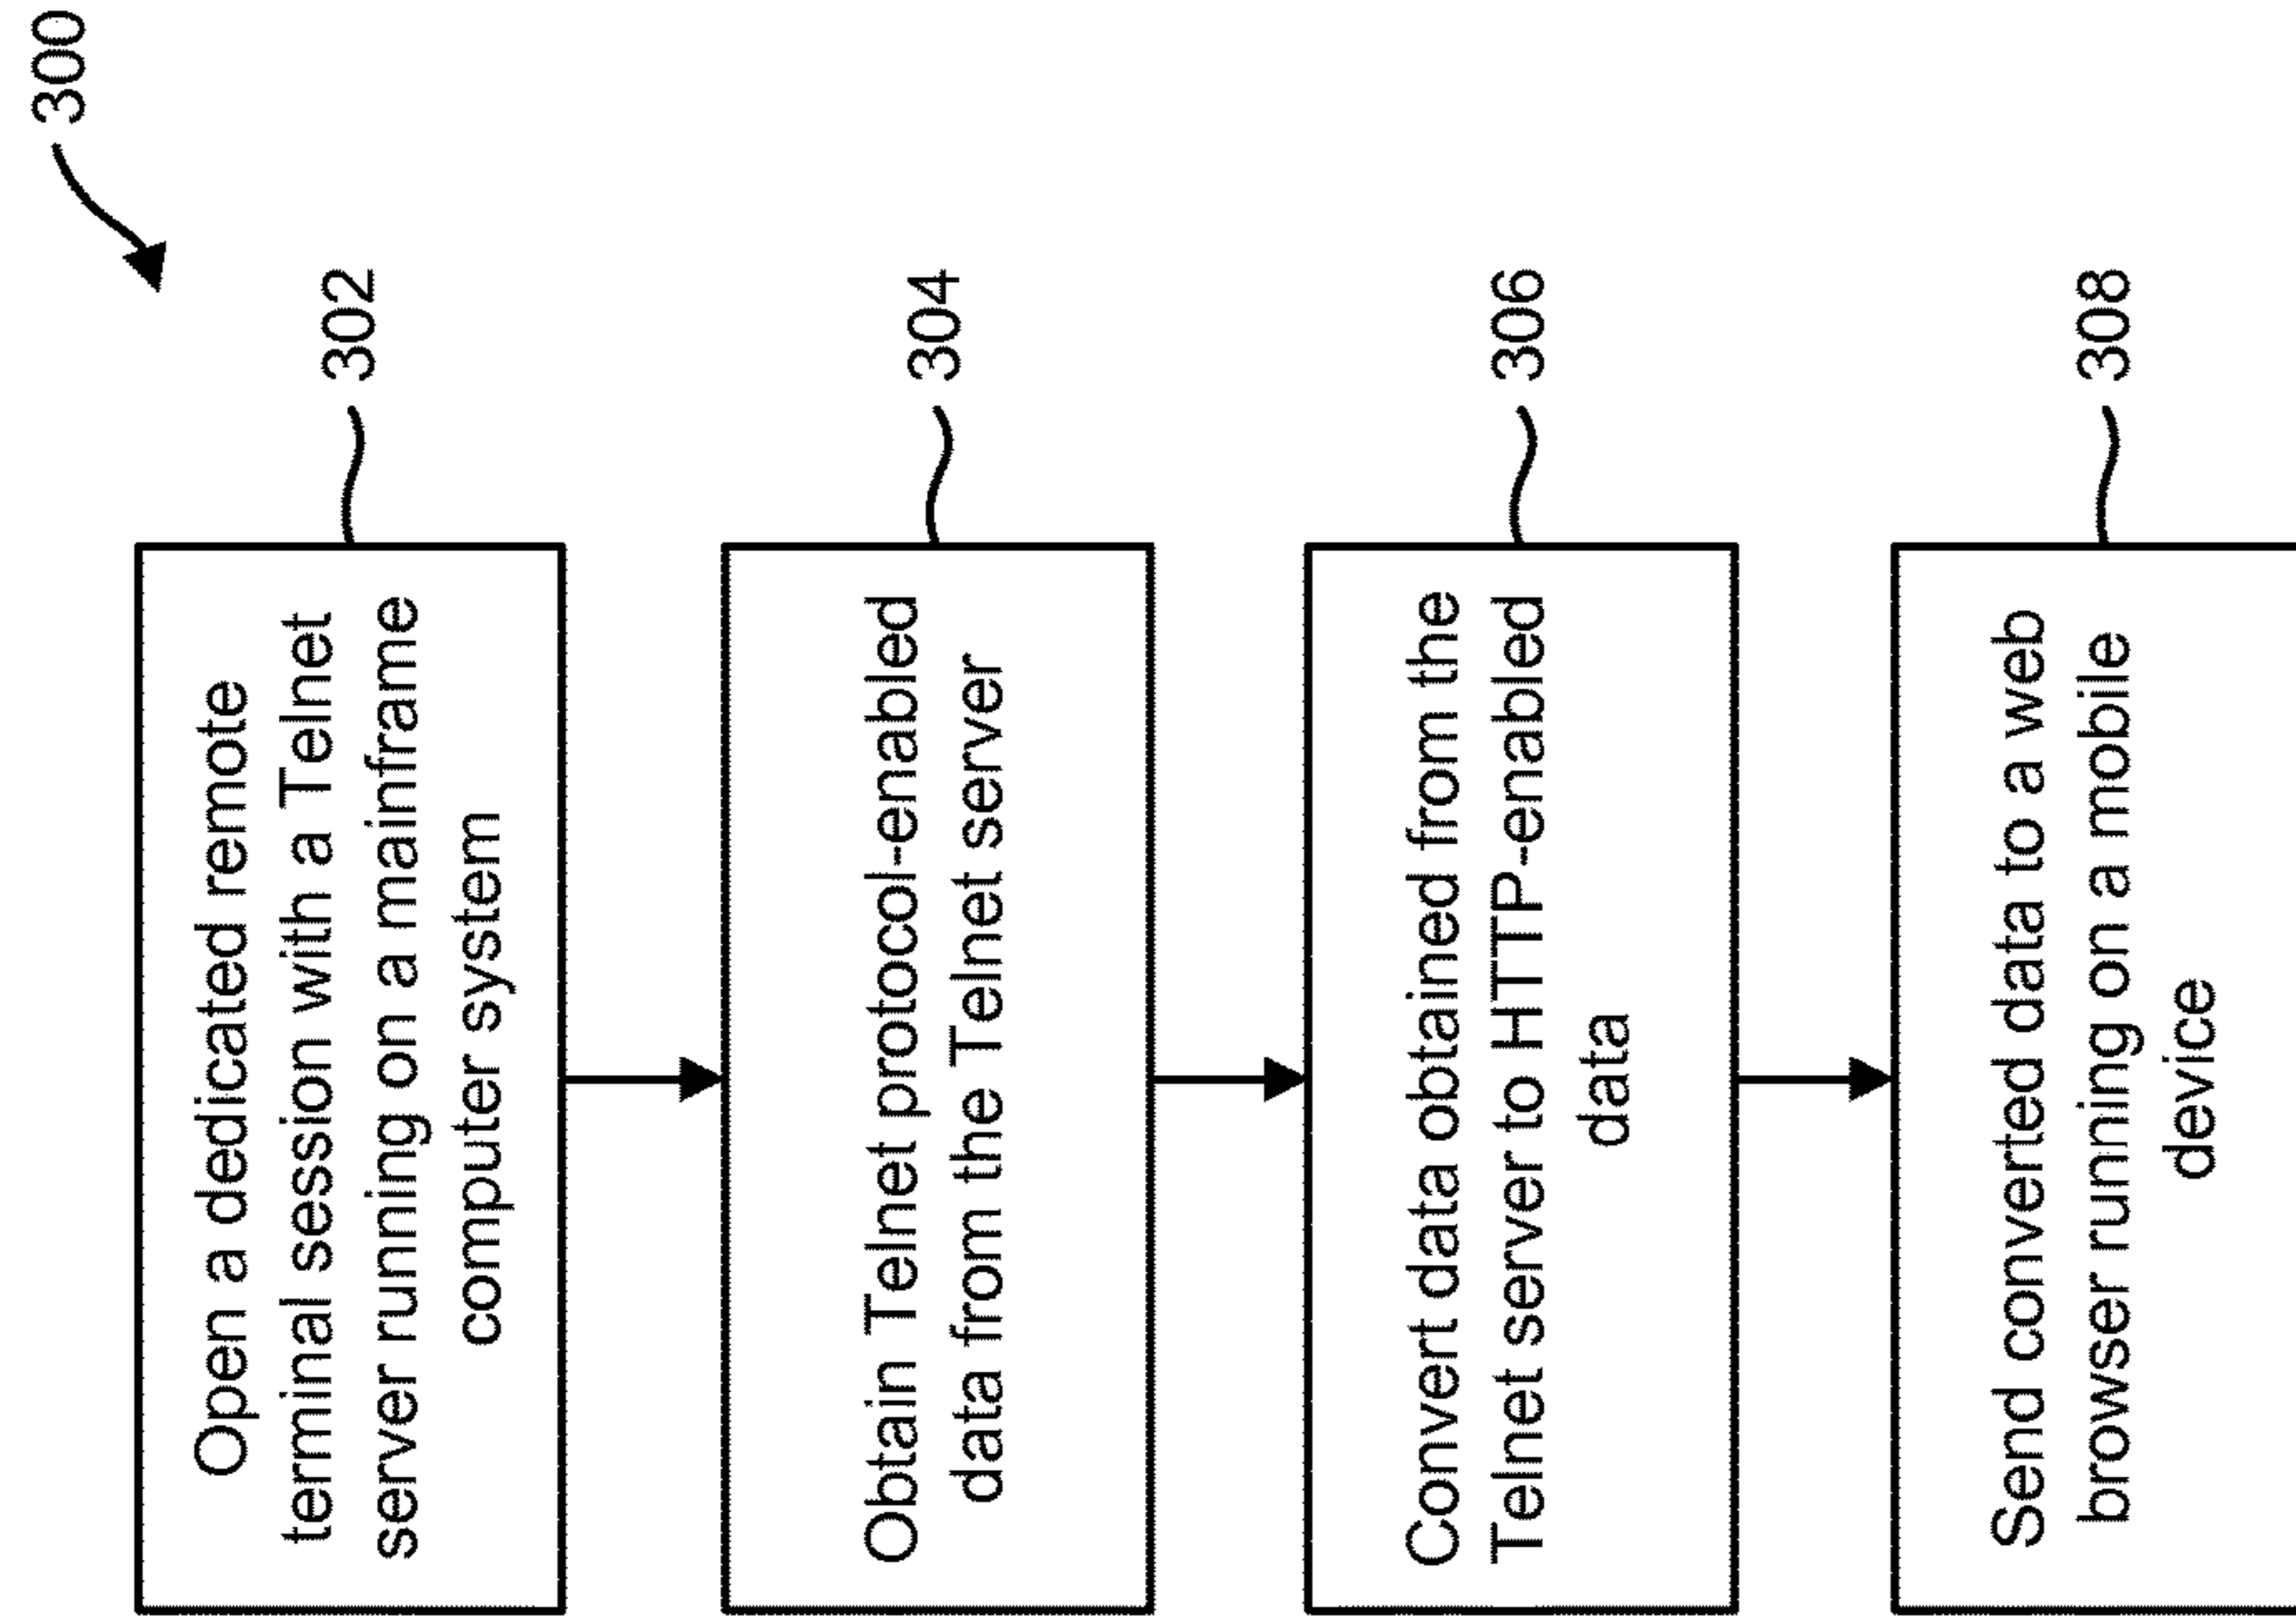 300
Open a dedicated remote
terminal session with a Telnet
server running on a mainframe
computer system
302
Obtain Telnet protocol-enabled
data from the Telnet server
304
Convert data obtained from the
Telnet server to HTTP-enabled
data
306
Send converted data to a web
browser running on a mobile
device
308